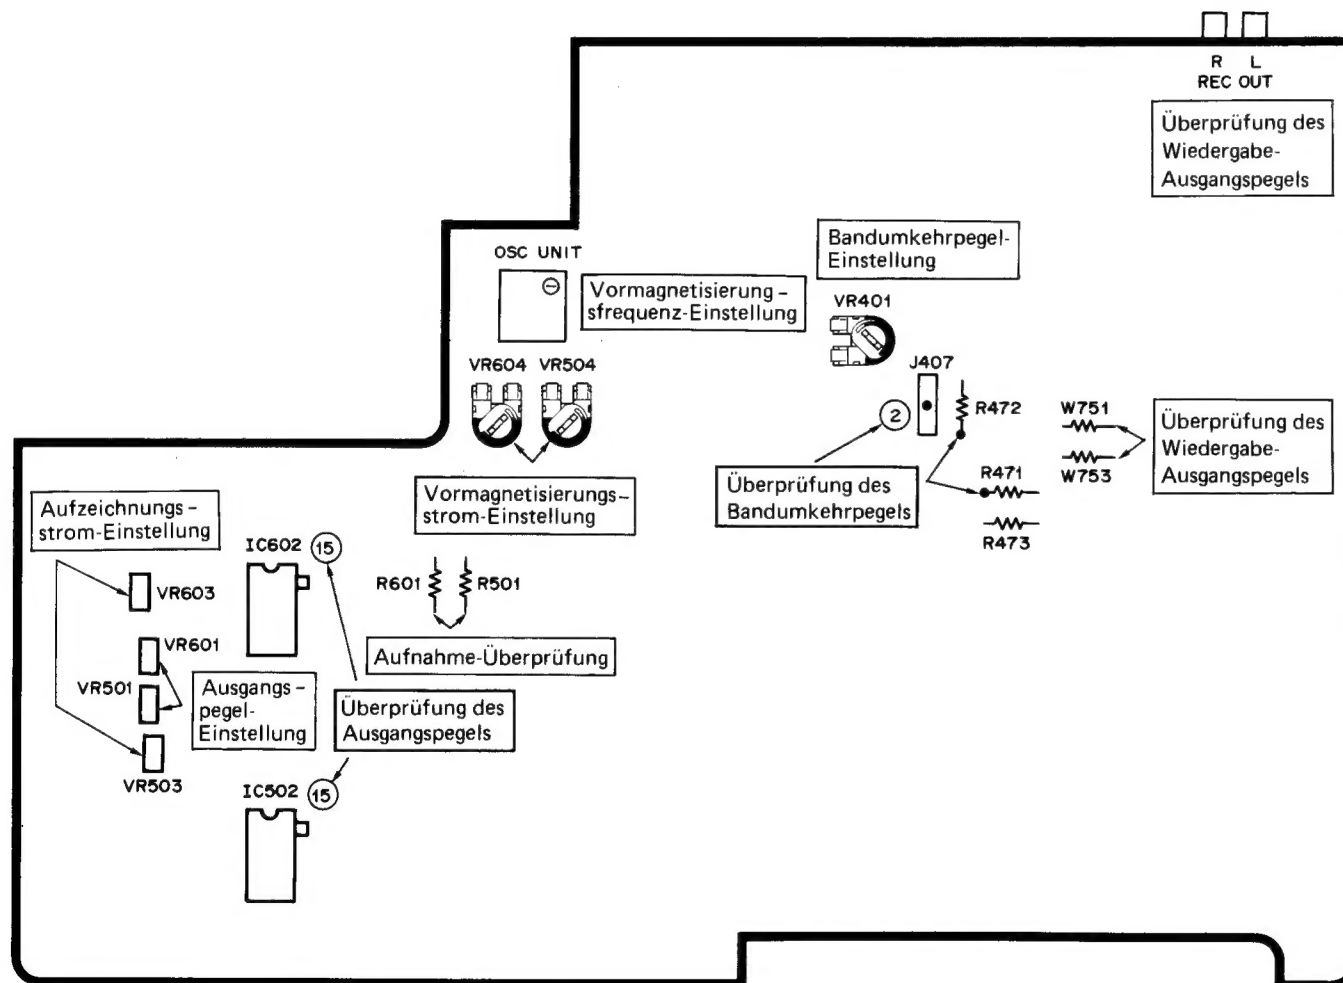 R L
REC OUT
Überprüfung des
Wiedergabe-
Ausgangspegels
OSC UNIT
Vormagnetisierung-
sfrequenz-Einstellung
Bandumkehrpegel-
Einstellung
VR401
VR604 VR504
J407
2
R472
W751
W753
Überprüfung des
Wiedergabe-
Ausgangspegels
R471
R473
Überprüfung des
Bandumkehrpegels
Vormagnetisierungs-
strom-Einstellung
Aufzeichnungs-
strom-Einstellung
IC602 15
R601 R501
VR603
VR601
VR501
Aufnahme-Überprüfung
Ausgangs-
pegel-
Einstellung
Überprüfung des
Ausgangspegels
VR503
IC502 15